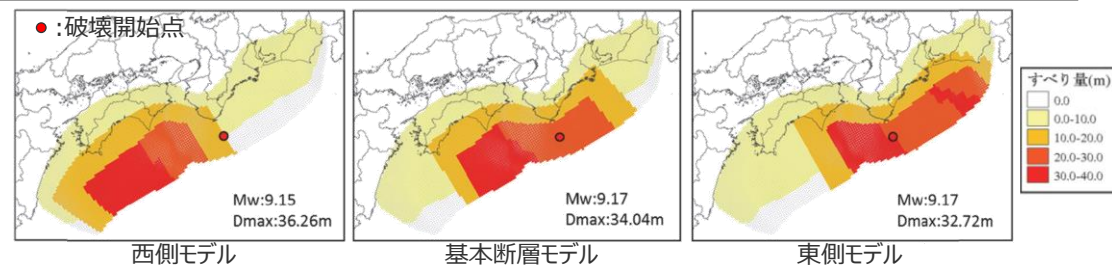 ●:破壊開始点
Mw:9.15
Dmax:36.26m
西側モデル
Mw:9.17
Dmax:34.04m
基本断層モデル
Mw:9.17
Dmax:32.72m
東側モデル
すべり量(m)
0.0
0.0-10.0
10.0-20.0
20.0-30.0
30.0-40.0